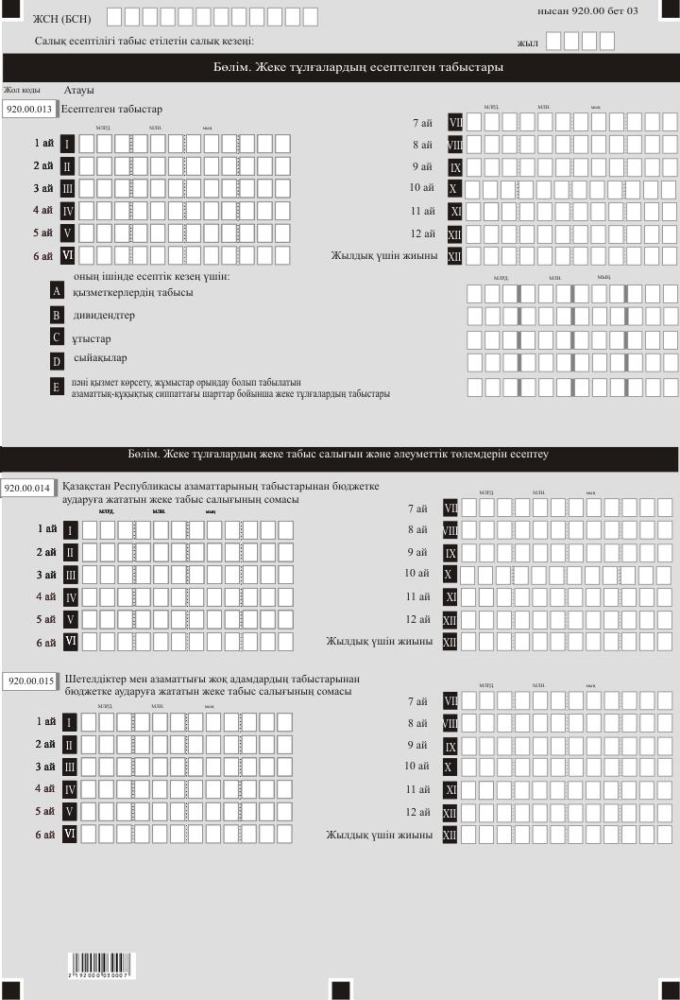 нысан 920.00 бет 03
ЖСН (БСН)
Салық есептілігі табыс етілетін салық кезеңі:
жыл
Бөлім. Жеке тұлғалардың есептелген табыстары
Жол коды Атауы
920.00.013 Есептелген табыстар
МЛРД. МЛН. мың
1 ай I
2 ай II
3 ай III
4 ай IV
5 ай V
6 ай VI
МЛРД. МЛН. мың
7 ай VII
8 ай VIII
9 ай IX
10 ай X
11 ай XI
12 ай XII
Жылдық үшін жиыны XII
оның ішінде есептік кезең үшін:
МЛРД. МЛН. МЫҢ
A қызметкерлердің табысы
B дивидендтер
C ұтыстар
D сыйақылар
E пәні қызмет көрсету, жұмыстар орындау болып табылатын
азаматтық-құқықтық сиппаттағы шарттар бойынша жеке тұлғалардың табыстары
Бөлім. Жеке тұлғалардың жеке табыс салығын және әлеуметтік төлемдерін есептеу
920.00.014 Қазақстан Республикасы азаматтарының табыстарынан бюджетке
аударуға жататын жеке табыс салығының сомасы
МЛРД. МЛН. мың
1 ай I
2 ай II
3 ай III
4 ай IV
5 ай V
6 ай VI
МЛРД. МЛН. мың
7 ай VII
8 ай VIII
9 ай IX
10 ай X
11 ай XI
12 ай XII
Жылдық үшін жиыны XII
920.00.015 Шетелдіктер мен азаматтығы жоқ адамдардың табыстарынан
бюджетке аударуға жататын жеке табыс салығының сомасы
МЛРД. МЛН. мың
1 ай I
2 ай II
3 ай III
4 ай IV
5 ай V
6 ай VI
МЛРД. МЛН. мың
7 ай VII
8 ай VIII
9 ай IX
10 ай X
11 ай XI
12 ай XII
Жылдық үшін жиыны XII
2 192000 030007